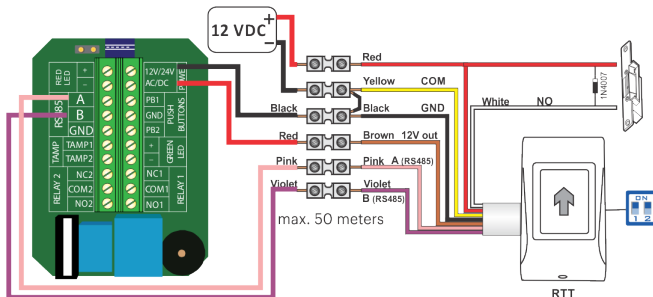 12 VDC
+
−
RED
LED
+
−
RS485
A
B
GND
TAMP
TAMP1
TAMP2
RELAY 2
NC2
COM2
NO2
12V/24V
AC/DC
PB1
GND
PB2
+
−
NC1
COM1
NO1
PUSH
BUTTONS
GREEN
LED
RELAY 1
Red
Yellow COM
Black Black GND
Red Brown 12V out
Pink Pink A (RS485)
Violet Violet
B (RS485)
max. 50 meters
White NO
1N4007
ON
1 2
RTT